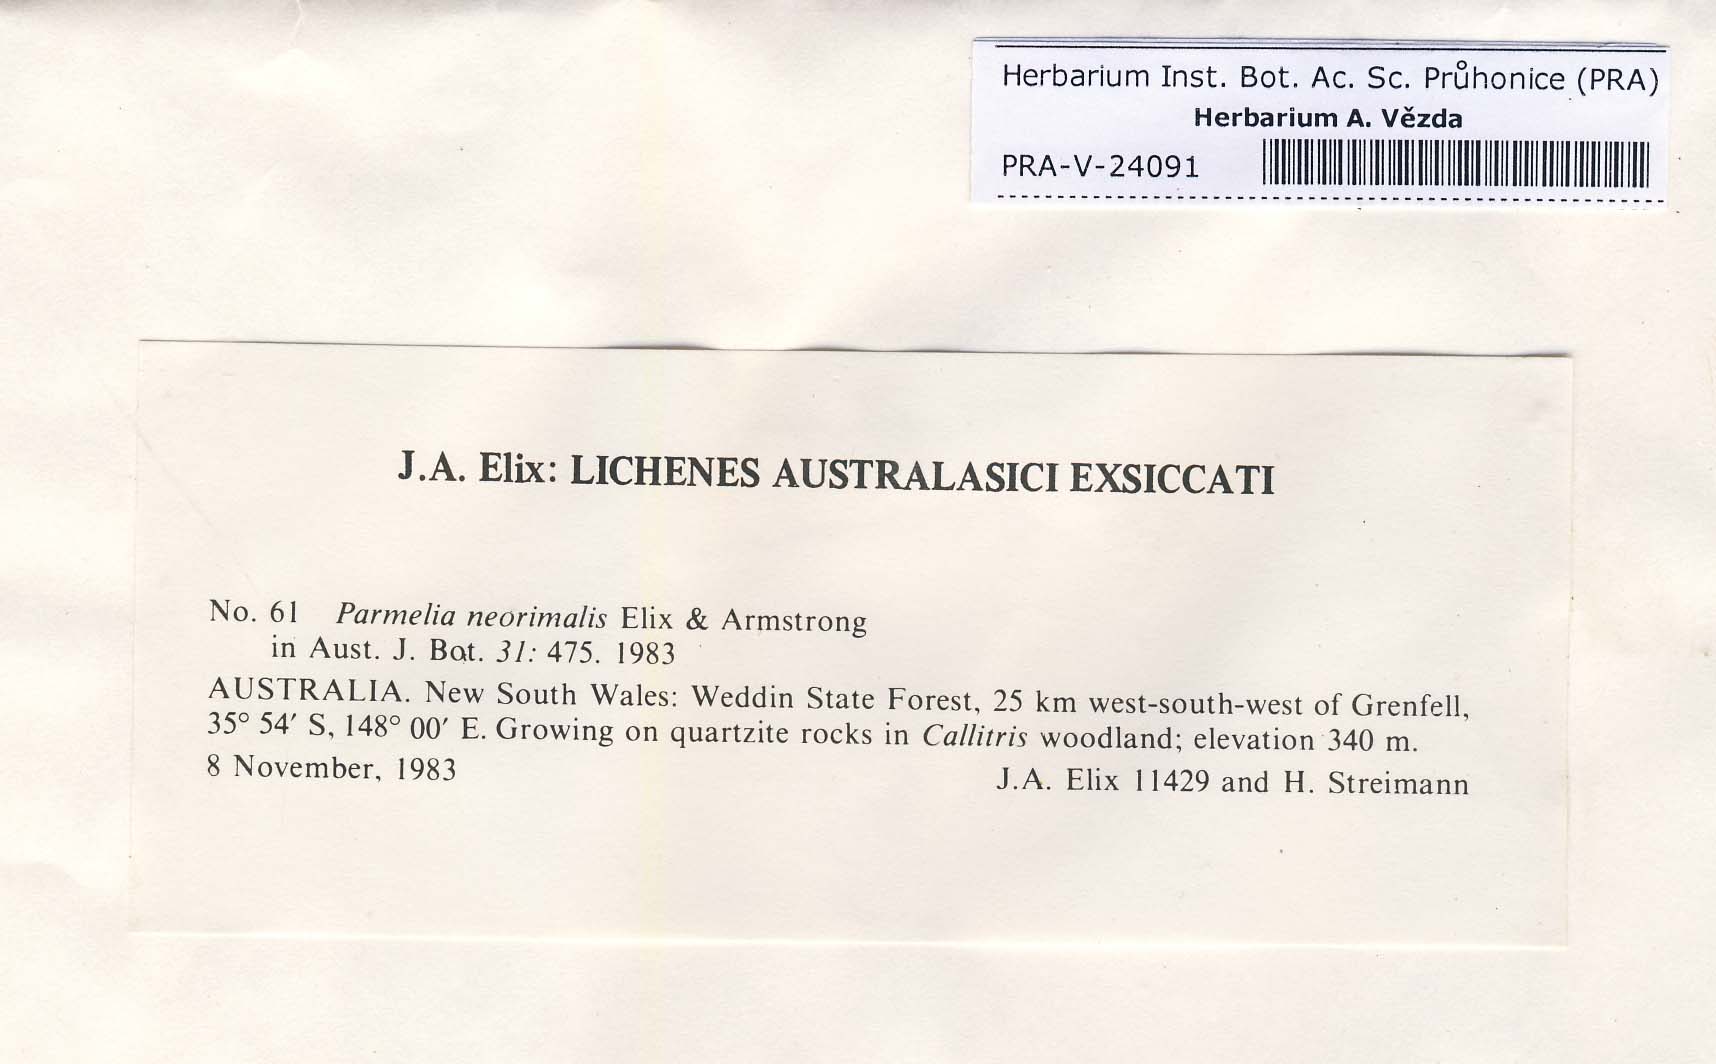 Herbarium Inst. Bot. Ac. Sc. Průhonice (PRA)
Herbarium A. Vězda
PRA-V-24091
J.A. Elix: LICHENES AUSTRALASICI EXSICCATI
No. 61 Parmelia neorimalis Elix & Armstrong
in Aust. J. Bot. 31: 475. 1983
AUSTRALIA. New South Wales: Weddin State Forest, 25 km west-south-west of Grenfell,
35° 54′ S, 148° 00′ E. Growing on quartzite rocks in Callitris woodland; elevation 340 m.
8 November, 1983 J.A. Elix 11429 and H. Streimann